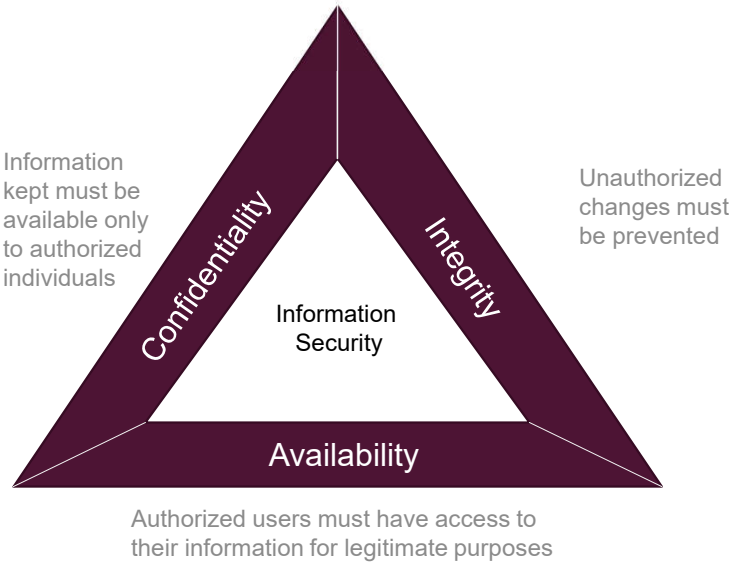 Information
kept must be
available only
to authorized
individuals
Confidentiality
Integrity
Unauthorized
changes must
be prevented
Information
Security
Availability
Authorized users must have access to
their information for legitimate purposes